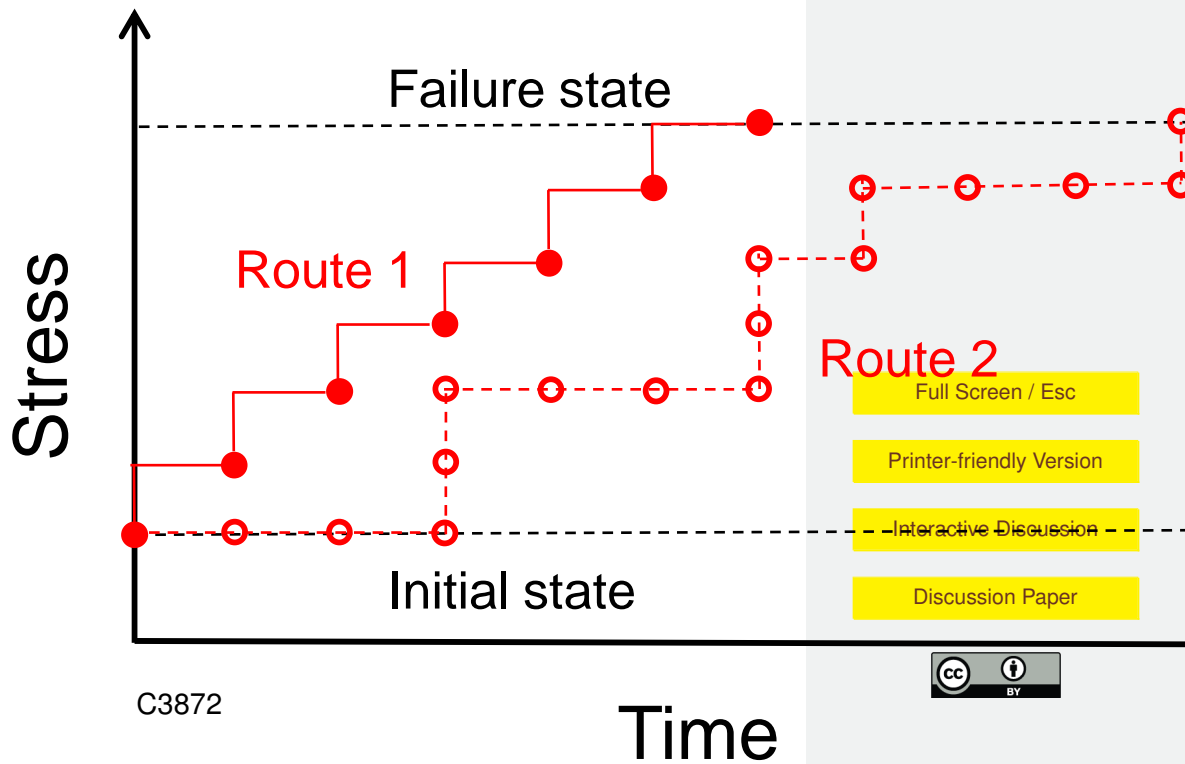 Failure state
Route 1
Stress
Route 2
Full Screen / Esc
Printer-friendly Version
Interactive Discussion
Initial state
Discussion Paper
cc
BY
C3872
Time